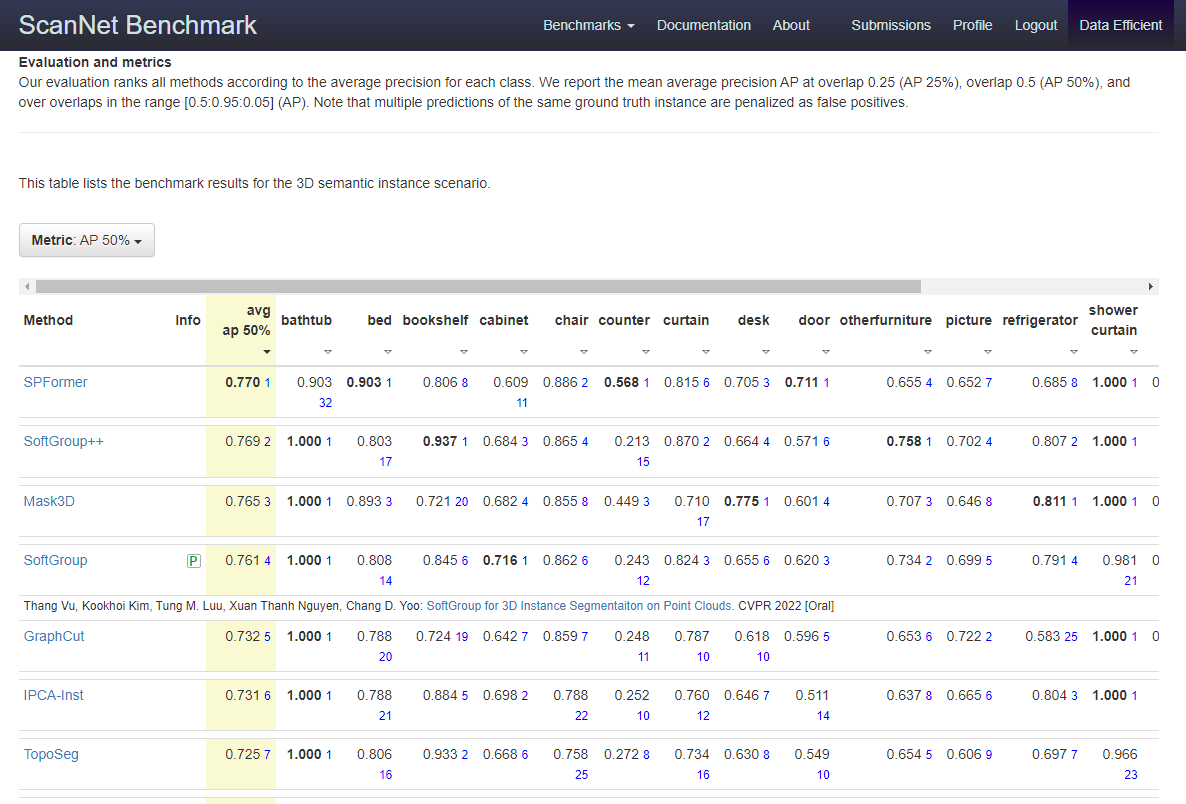 ScanNet Benchmark Benchmarks Documentation About Submissions Profile Logout Data Efficient
Evaluation and metrics
Our evaluation ranks all methods according to the average precision for each class. We report the mean average precision AP at overlap 0.25 (AP 25%), overlap 0.5 (AP 50%), and
over overlaps in the range [0.5:0.95:0.05] (AP). Note that multiple predictions of the same ground truth instance are penalized as false positives.
This table lists the benchmark results for the 3D semantic instance scenario.
Metric: AP 50%
Method Info avg ap 50% bathtub bed bookshelf cabinet chair counter curtain desk door otherfurniture picture refrigerator shower curtain
SPFormer 0.770 1 0.903 32 0.903 1 0.806 8 0.609 11 0.886 2 0.568 1 0.815 6 0.705 3 0.711 1 0.655 4 0.652 7 0.685 8 1.000 1 0
SoftGroup++ 0.769 2 1.000 1 0.803 17 0.937 1 0.684 3 0.865 4 0.213 15 0.870 2 0.664 4 0.571 6 0.758 1 0.702 4 0.807 2 1.000 1
Mask3D 0.765 3 1.000 1 0.893 3 0.721 20 0.682 4 0.855 8 0.449 3 0.710 17 0.775 1 0.601 4 0.707 3 0.646 8 0.811 1 1.000 1 0
SoftGroup P 0.761 4 1.000 1 0.808 14 0.845 6 0.716 1 0.862 6 0.243 12 0.824 3 0.655 6 0.620 3 0.734 2 0.699 5 0.791 4 0.981 21 0
Thang Vu, Kookhoi Kim, Tung M. Luu, Xuan Thanh Nguyen, Chang D. Yoo: SoftGroup for 3D Instance Segmentaiton on Point Clouds. CVPR 2022 [Oral]
GraphCut 0.732 5 1.000 1 0.788 20 0.724 19 0.642 7 0.859 7 0.248 11 0.787 10 0.618 10 0.596 5 0.653 6 0.722 2 0.583 25 1.000 1 0
IPCA-Inst 0.731 6 1.000 1 0.788 21 0.884 5 0.698 2 0.788 22 0.252 10 0.760 12 0.646 7 0.511 14 0.637 8 0.665 6 0.804 3 1.000 1
TopoSeg 0.725 7 1.000 1 0.806 16 0.933 2 0.668 6 0.758 25 0.272 8 0.734 16 0.630 8 0.549 10 0.654 5 0.606 9 0.697 7 0.966 23